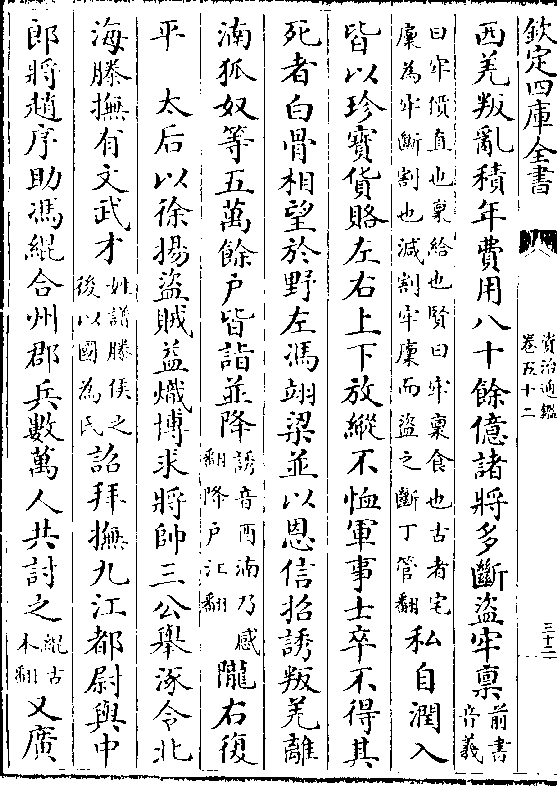 欽定四庫全書
資治通鑑
卷五十二
三十二
西羌叛亂積年費用八十餘億諸將多斷盜牢禀前書音義
曰牢價直也禀給也賢曰牢禀食也古者宅
廩為牢斷割也減割牢廩而盜之斷丁管翻私自潤入
皆以珍寶貨賂左右上下放縱不恤軍事士卒不得其
死者白骨相望於野左馮翊梁並以恩信招誘叛羌離
湳狐奴等五萬餘户皆詣並降誘音酉湳乃感翻降户江翻隴右復
平　太后以徐揚盜賊益熾博求將帥三公舉涿令北
海滕撫有文武才姓譜滕侯之後以國為氏詔拜撫九江都尉與中
郎將趙序助馮緄合州郡兵數萬人共討之緄古本翻又廣